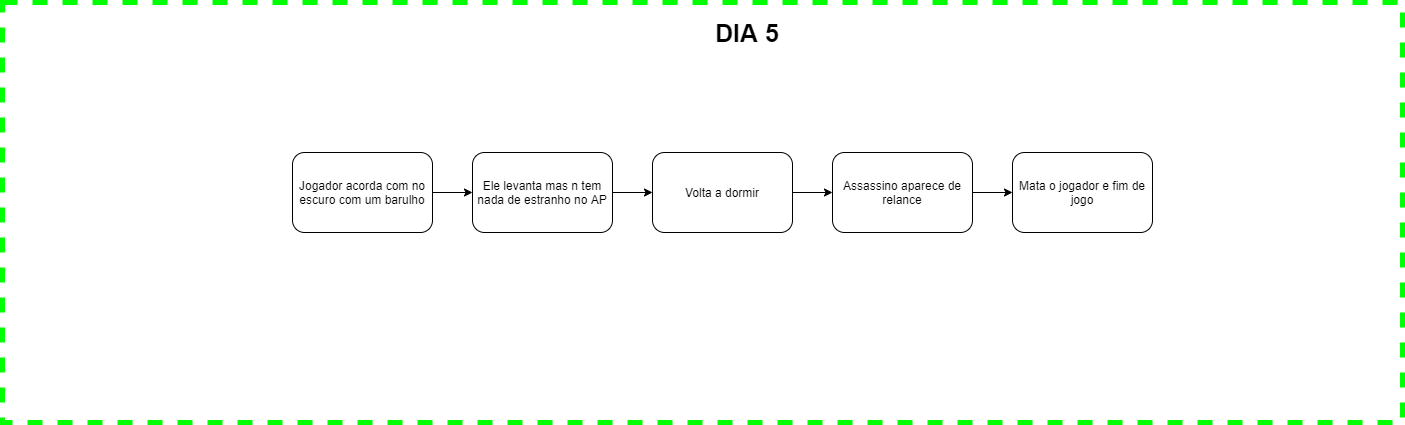 DIA 5
Jogador acorda com no
escuro com um barulho
Ele levanta mas n tem
nada de estranho no AP
Volta a dormir
Assassino aparece de
relance
Mata o jogador e fim de
jogo